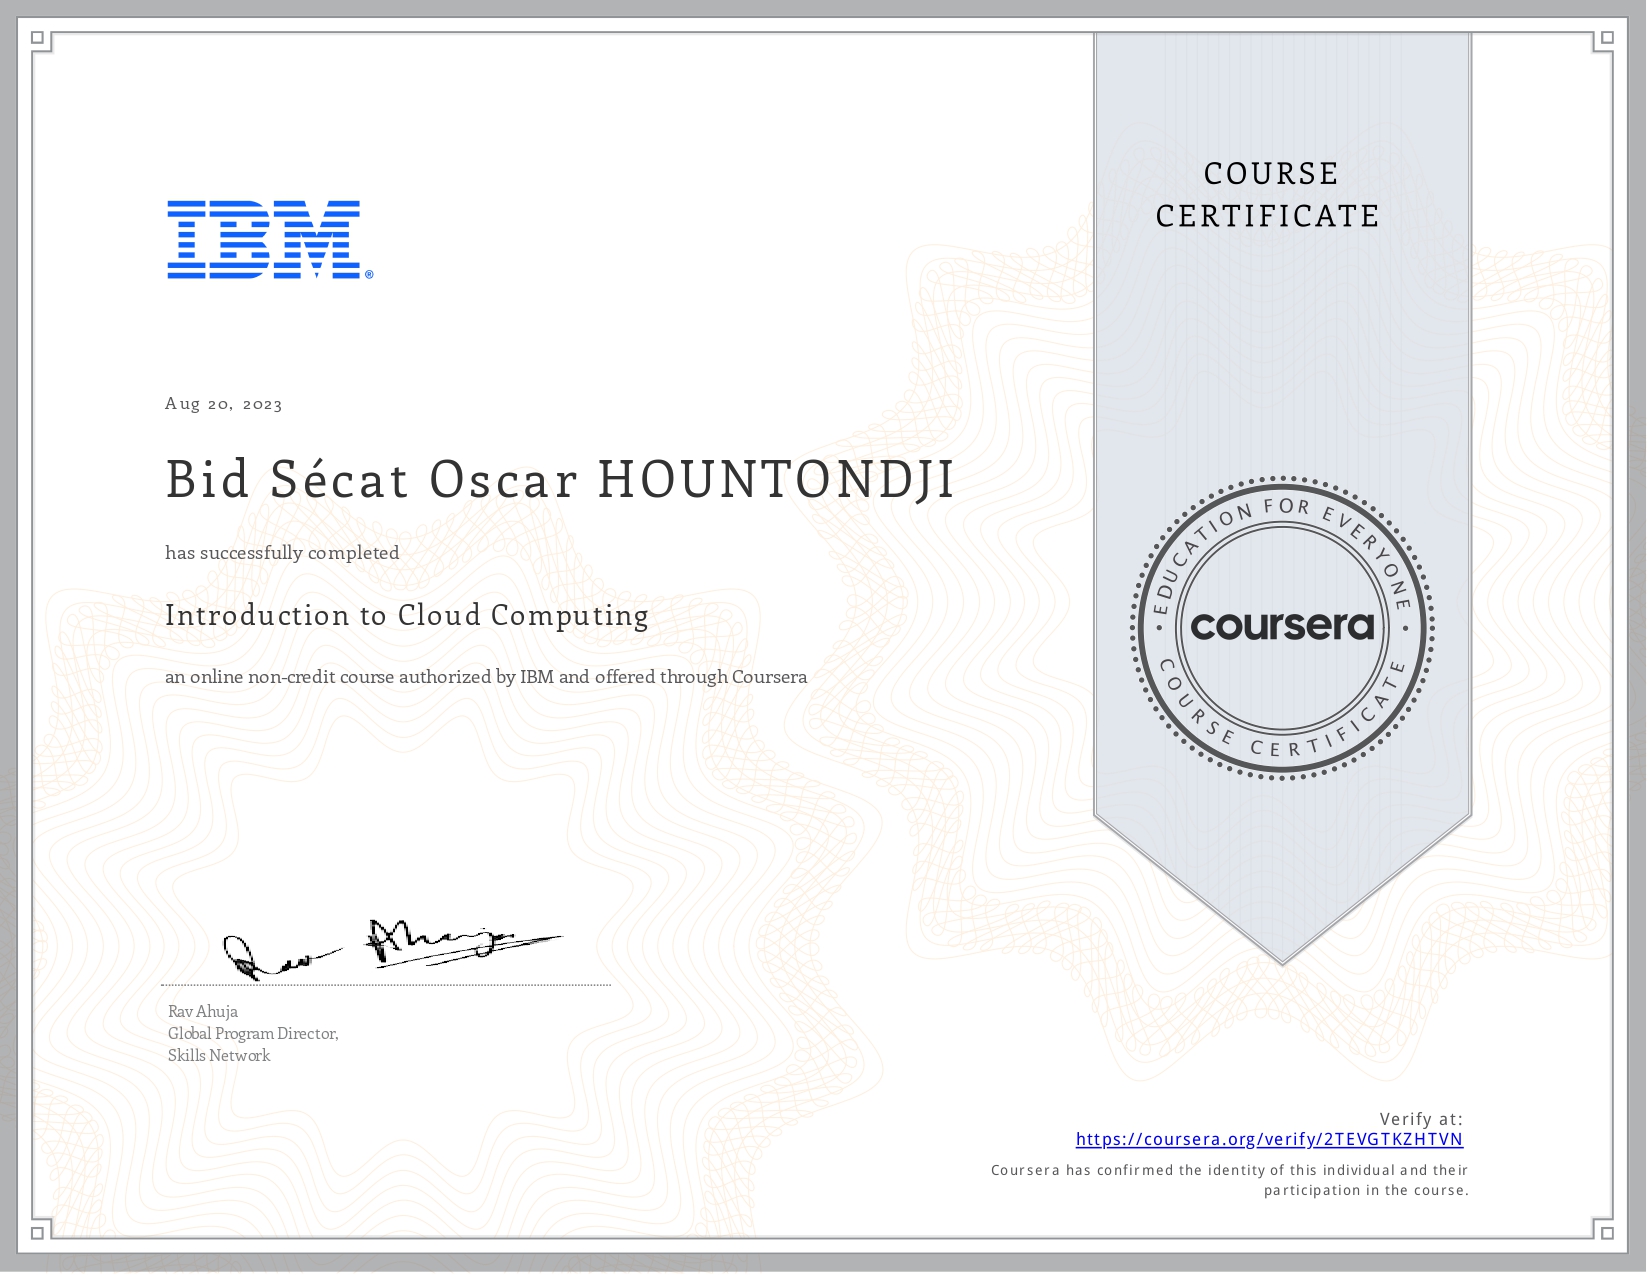 COURSE
CERTIFICATE
IBM®
Aug 20, 2023
Bid Sécat Oscar HOUNTONDJI
has successfully completed
Introduction to Cloud Computing
an online non-credit course authorized by IBM and offered through Coursera
EDUCATION FOR EVERYONE
coursera
COURSE CERTIFICATE
Rav Ahuja
Global Program Director,
Skills Network
Verify at:
https://coursera.org/verify/2TEVGTKZHTVN
Coursera has confirmed the identity of this individual and their
participation in the course.